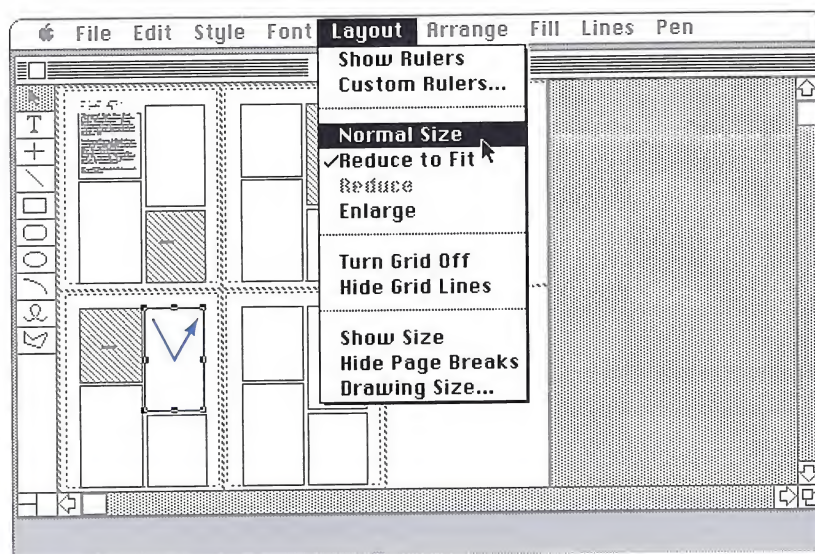 File Edit Style Font Layout Arrange Fill Lines Pen
Show Rulers
Custom Rulers...
Normal Size
✓Reduce to Fit
Reduce
Enlarge
Turn Grid Off
Hide Grid Lines
Show Size
Hide Page Breaks
Drawing Size...
T